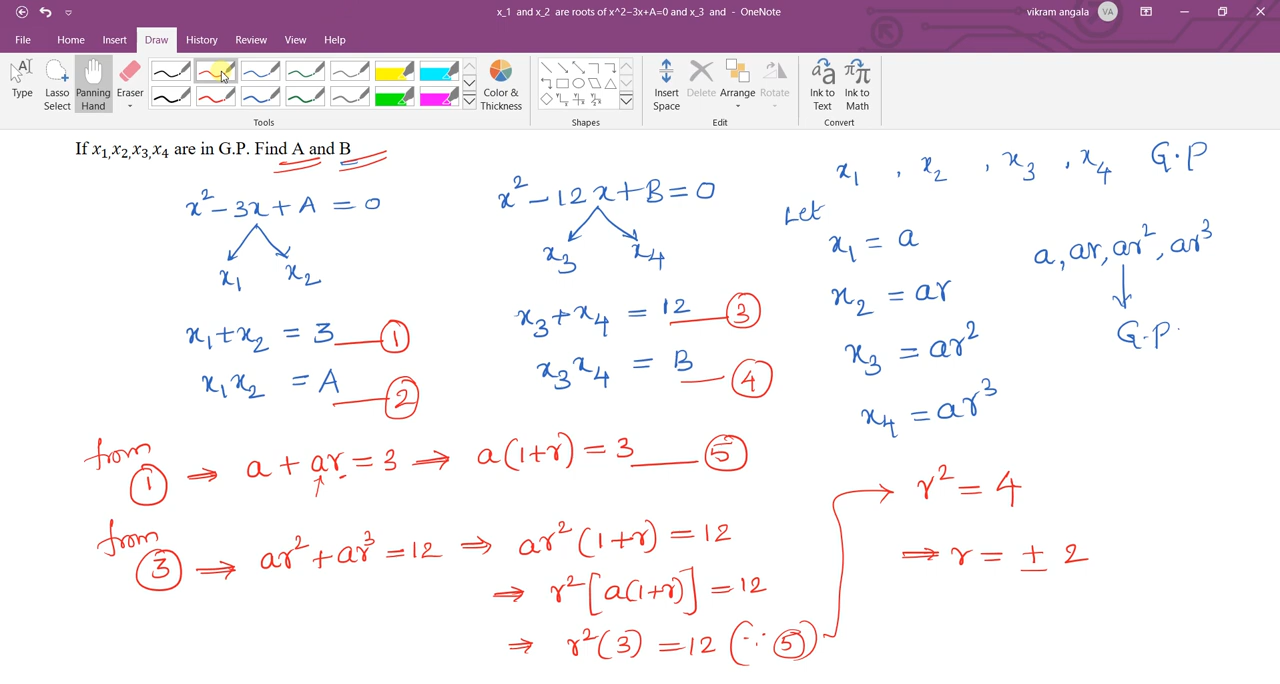 x_1 and x_2 are roots of x^2−3x+A=0 and x_3 and - OneNote
vikram angala VA
File Home Insert Draw History Review View Help
Type Lasso Select Panning Hand Eraser Color & Thickness Insert Space Delete Arrange Rotate Ink to Text Ink to Math
Tools Shapes Edit Convert
If x₁,x₂,x₃,x₄ are in G.P. Find A and B
x² − 3x + A = 0
x₁ x₂
x₁ + x₂ = 3 ①
x₁x₂ = A ②
x² − 12x + B = 0
x₃ x₄
x₃ + x₄ = 12 ③
x₃x₄ = B ④
x₁ , x₂ , x₃ , x₄ G.P
Let
x₁ = a
x₂ = ar
x₃ = ar²
x₄ = ar³
a, ar, ar², ar³
↓
G.P.
from ① ⇒ a + ar = 3 ⇒ a(1+r) = 3 ⑤
from ③ ⇒ ar² + ar³ = 12 ⇒ ar²(1+r) = 12
⇒ r²[a(1+r)] = 12
⇒ r²(3) = 12 (∵ ⑤)
→ r² = 4
⇒ r = ± 2